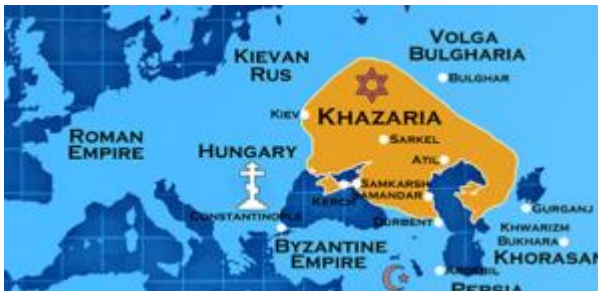 VOLGA
BULGHARIA
KIEVAN
RUS
BULGHAR
KIEV
KHAZARIA
ROMAN
EMPIRE
SARKEL
HUNGARY
ATIL
SAMKARSH
SAMANDAR
KERCH
CONSTANTINOPLE
DURBENT
GURGANJ
KHWARIZM
BUKHARA
BYZANTINE
EMPIRE
KHORASAN
ARDABIL
PERSIA